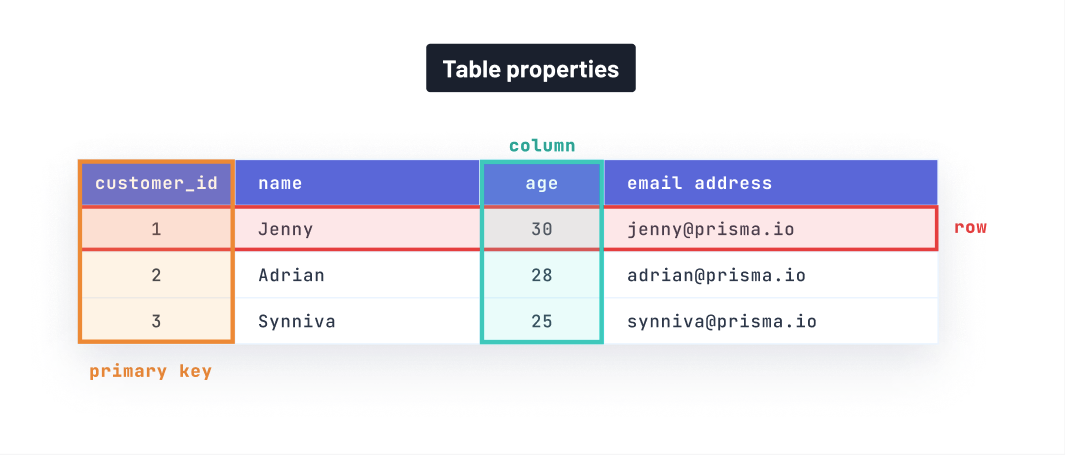 Table properties
column
customer_id name age email address
1 Jenny 30 jenny@prisma.io
row
2 Adrian 28 adrian@prisma.io
3 Synniva 25 synniva@prisma.io
primary key